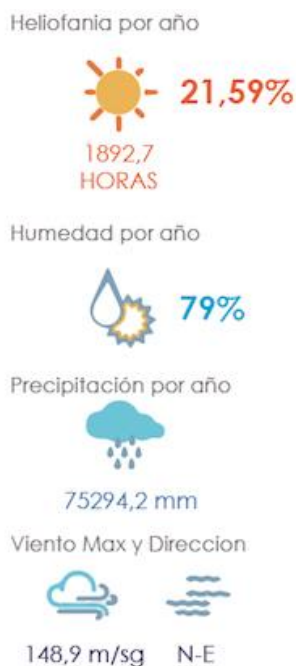 Heliofania por año
21,59%
1892,7
HORAS
Humedad por año
79%
Precipitación por año
75294,2 mm
Viento Max y Direccion
148,9 m/sg N-E